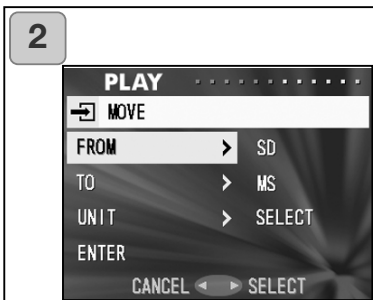 2
PLAY
MOVE
FROM > SD
TO > MS
UNIT > SELECT
ENTER
CANCEL ◄ ► SELECT